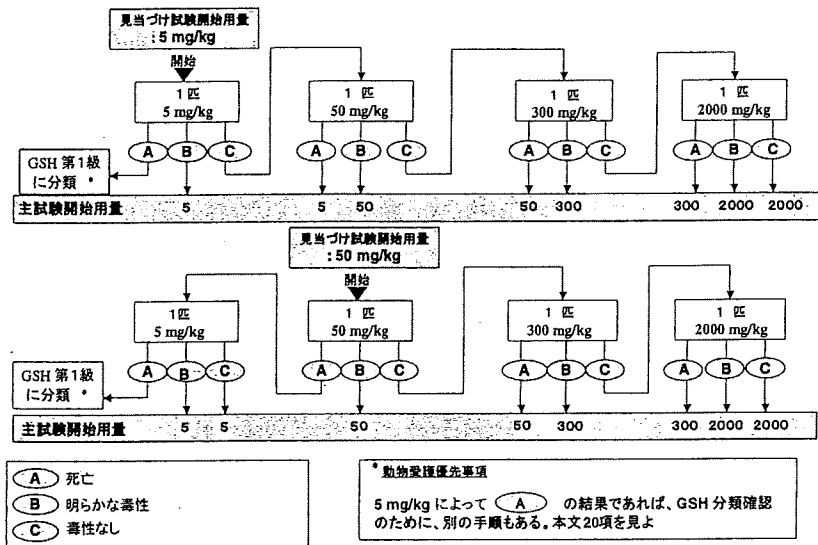 見当づけ試験開始用量
: 5 mg/kg
開始
1 匹
5 mg/kg
1 匹
50 mg/kg
1 匹
300 mg/kg
1 匹
2000 mg/kg
A B C A B C A B C A B C
GSH 第1級
に分類 *
主試験開始用量 5 5 50 50 300 300 2000 2000
見当づけ試験開始用量
: 50 mg/kg
開始
1匹
5 mg/kg
1 匹
50 mg/kg
1 匹
300 mg/kg
1 匹
2000 mg/kg
A B C A B C A B C A B C
GSH 第1級
に分類 *
主試験開始用量 5 5 50 50 300 300 2000 2000
A 死亡
B 明らかな毒性
C 毒性なし
* 動物愛護優先事項
5 mg/kg によって A の結果であれば、GSH 分類確認
のために、別の手順もある。本文20項を見よ